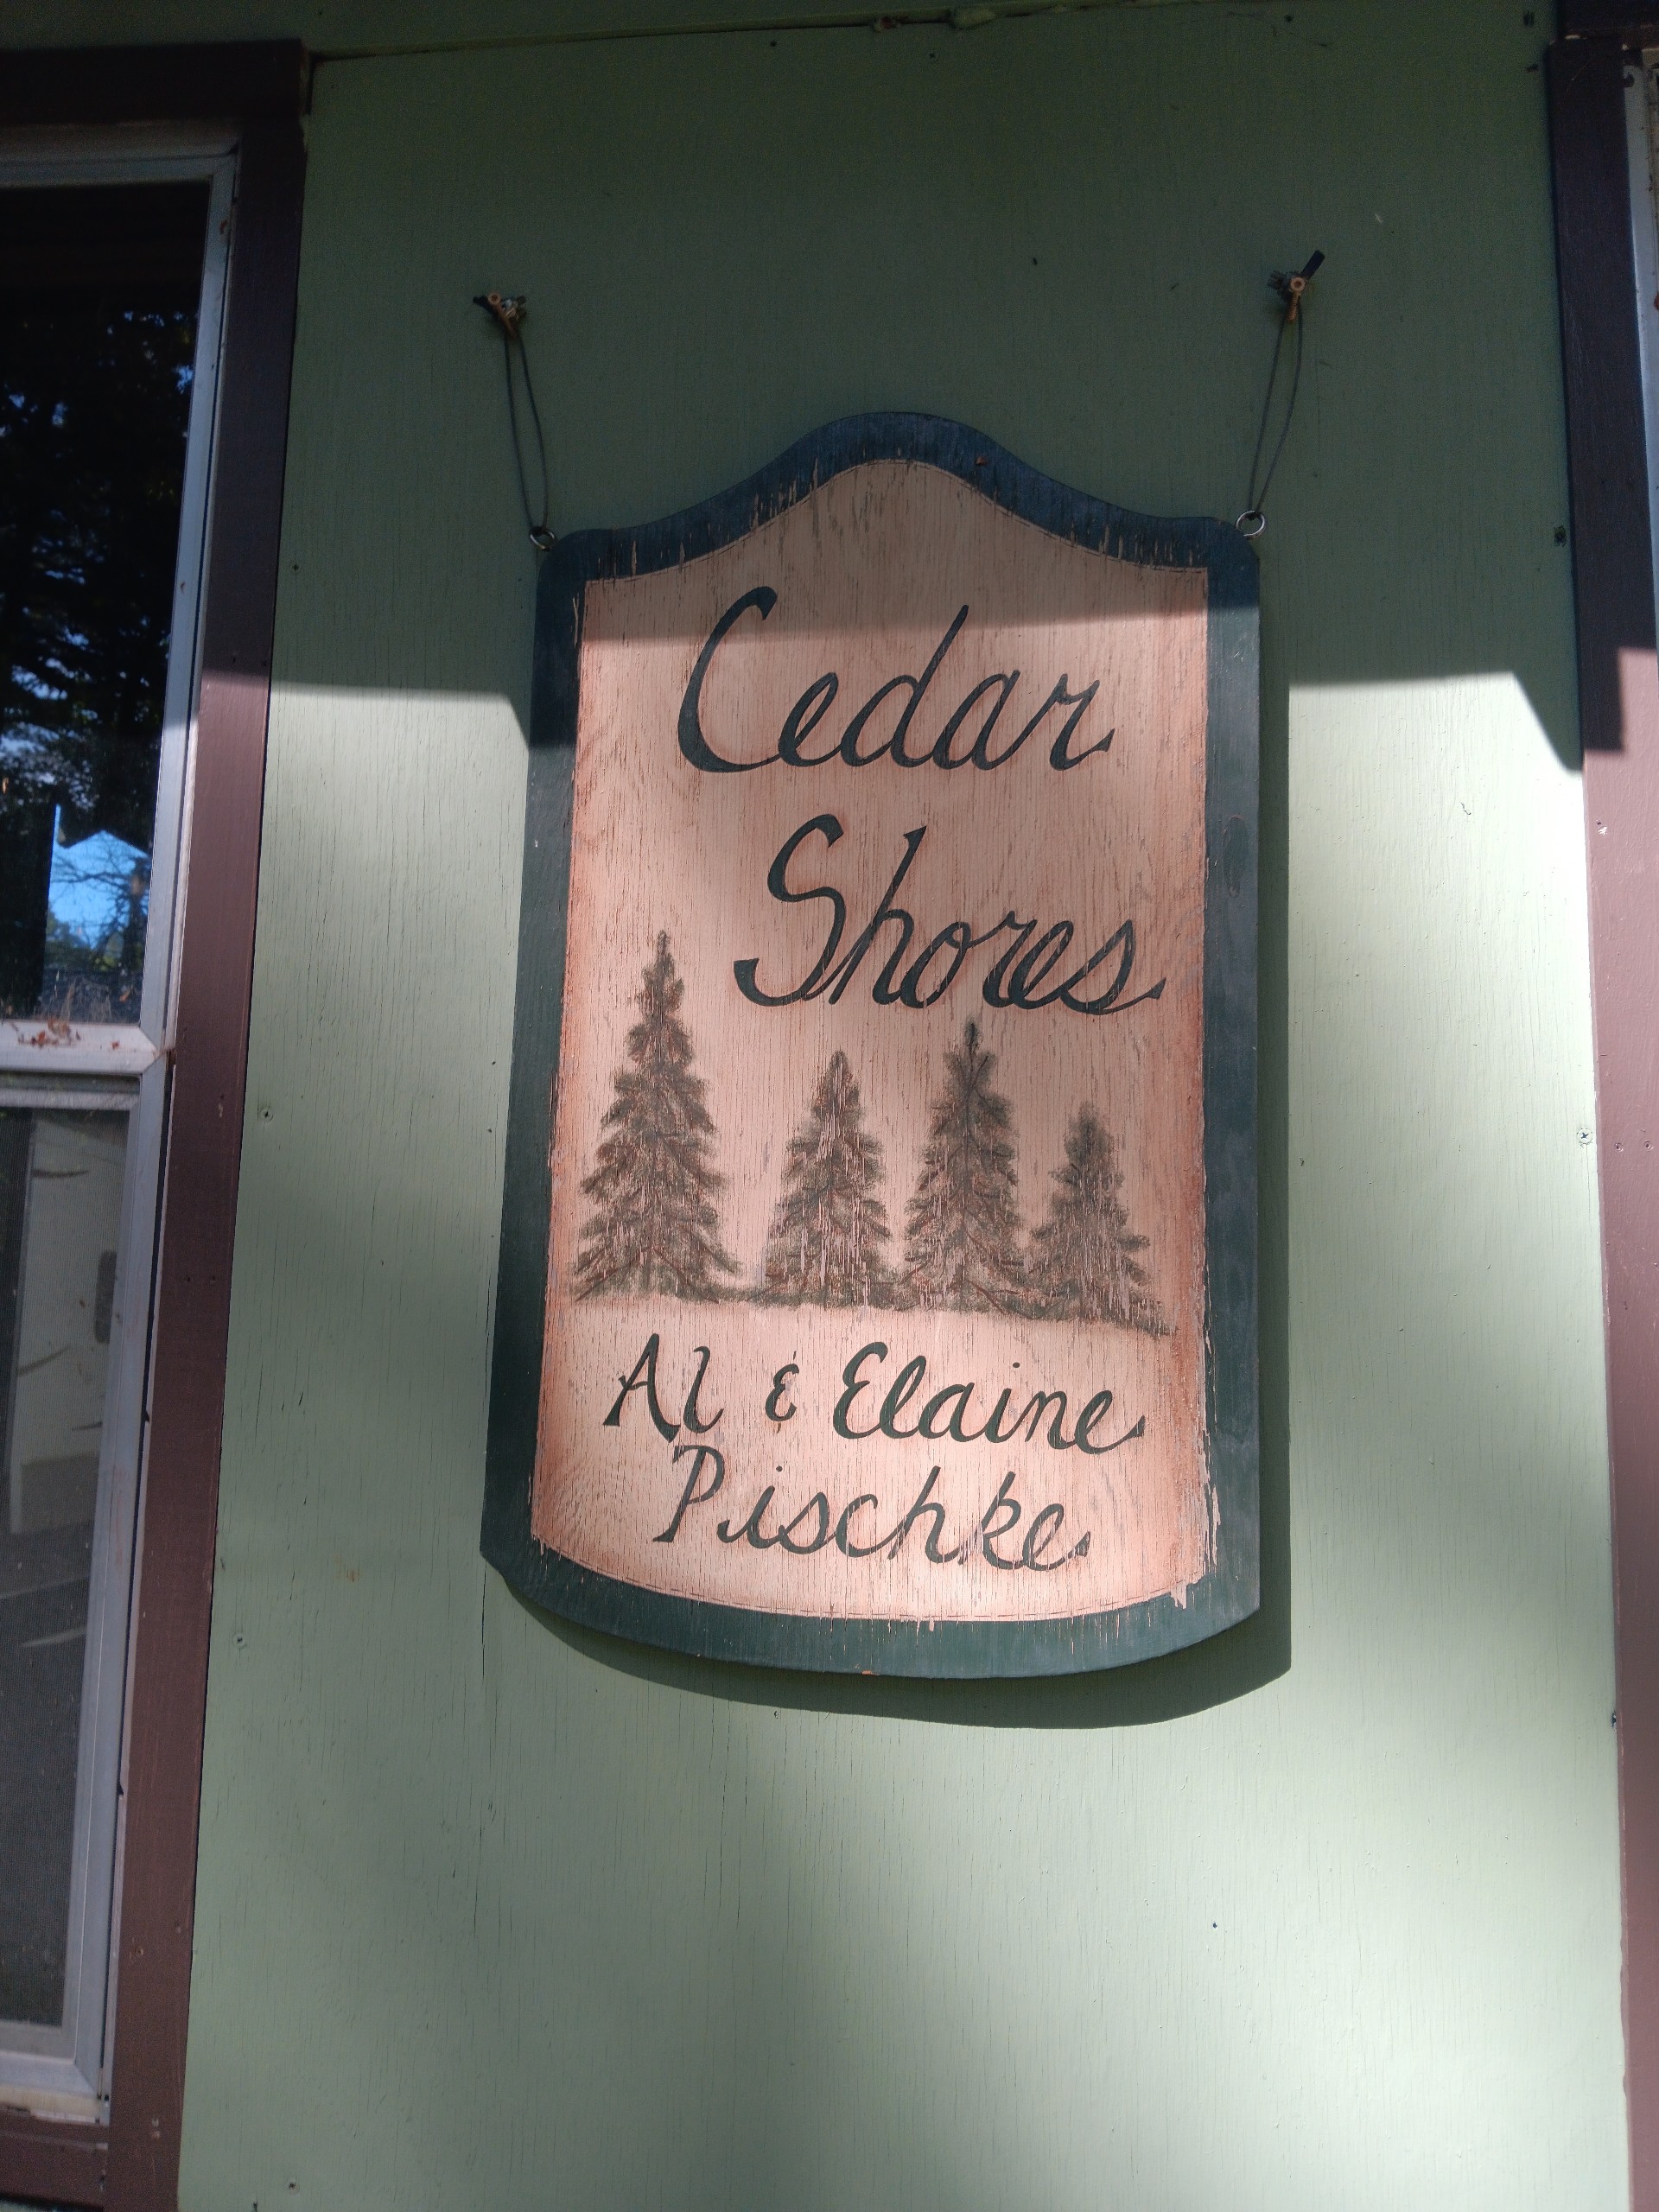 Cedar
Shores
Al & Elaine
Pischke